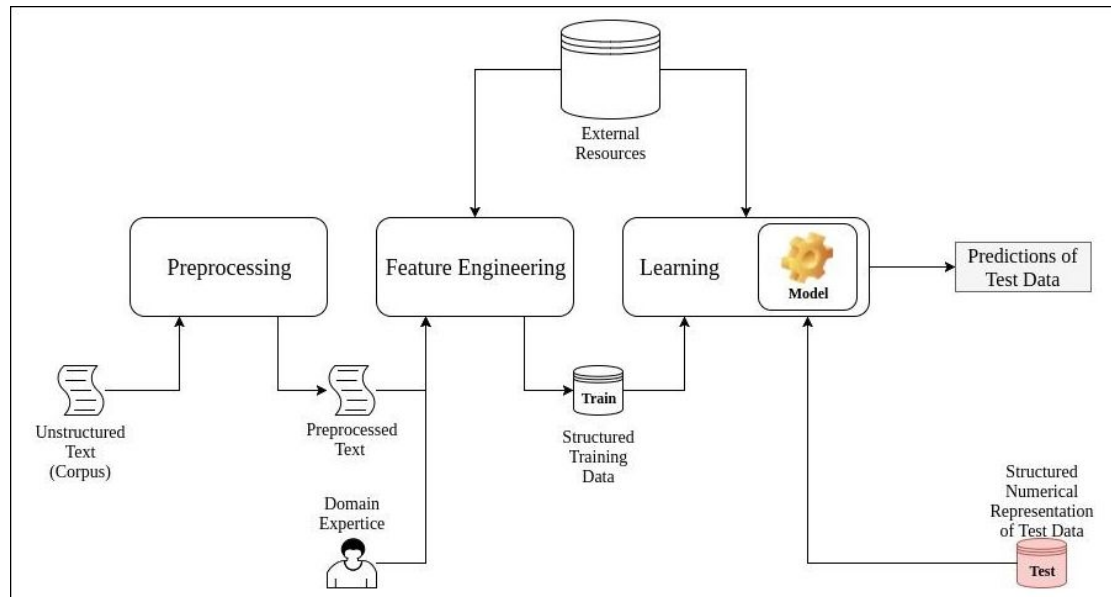 External
Resources
Preprocessing
Feature Engineering
Learning
Model
Predictions of
Test Data
Unstructured
Text
(Corpus)
Preprocessed
Text
Train
Structured
Training
Data
Domain
Expertice
Structured
Numerical
Representation
of Test Data
Test